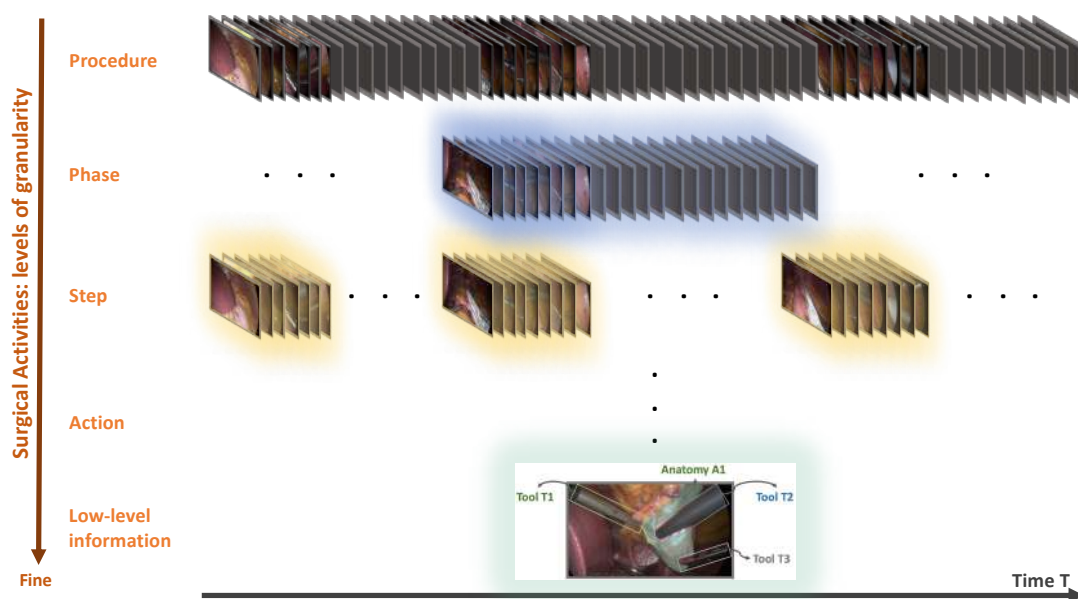 Surgical Activities: levels of granularity
Procedure
Phase
Step
Action
Anatomy A1
Tool T1
Tool T2
Low-level
information
Tool T3
Fine
Time T